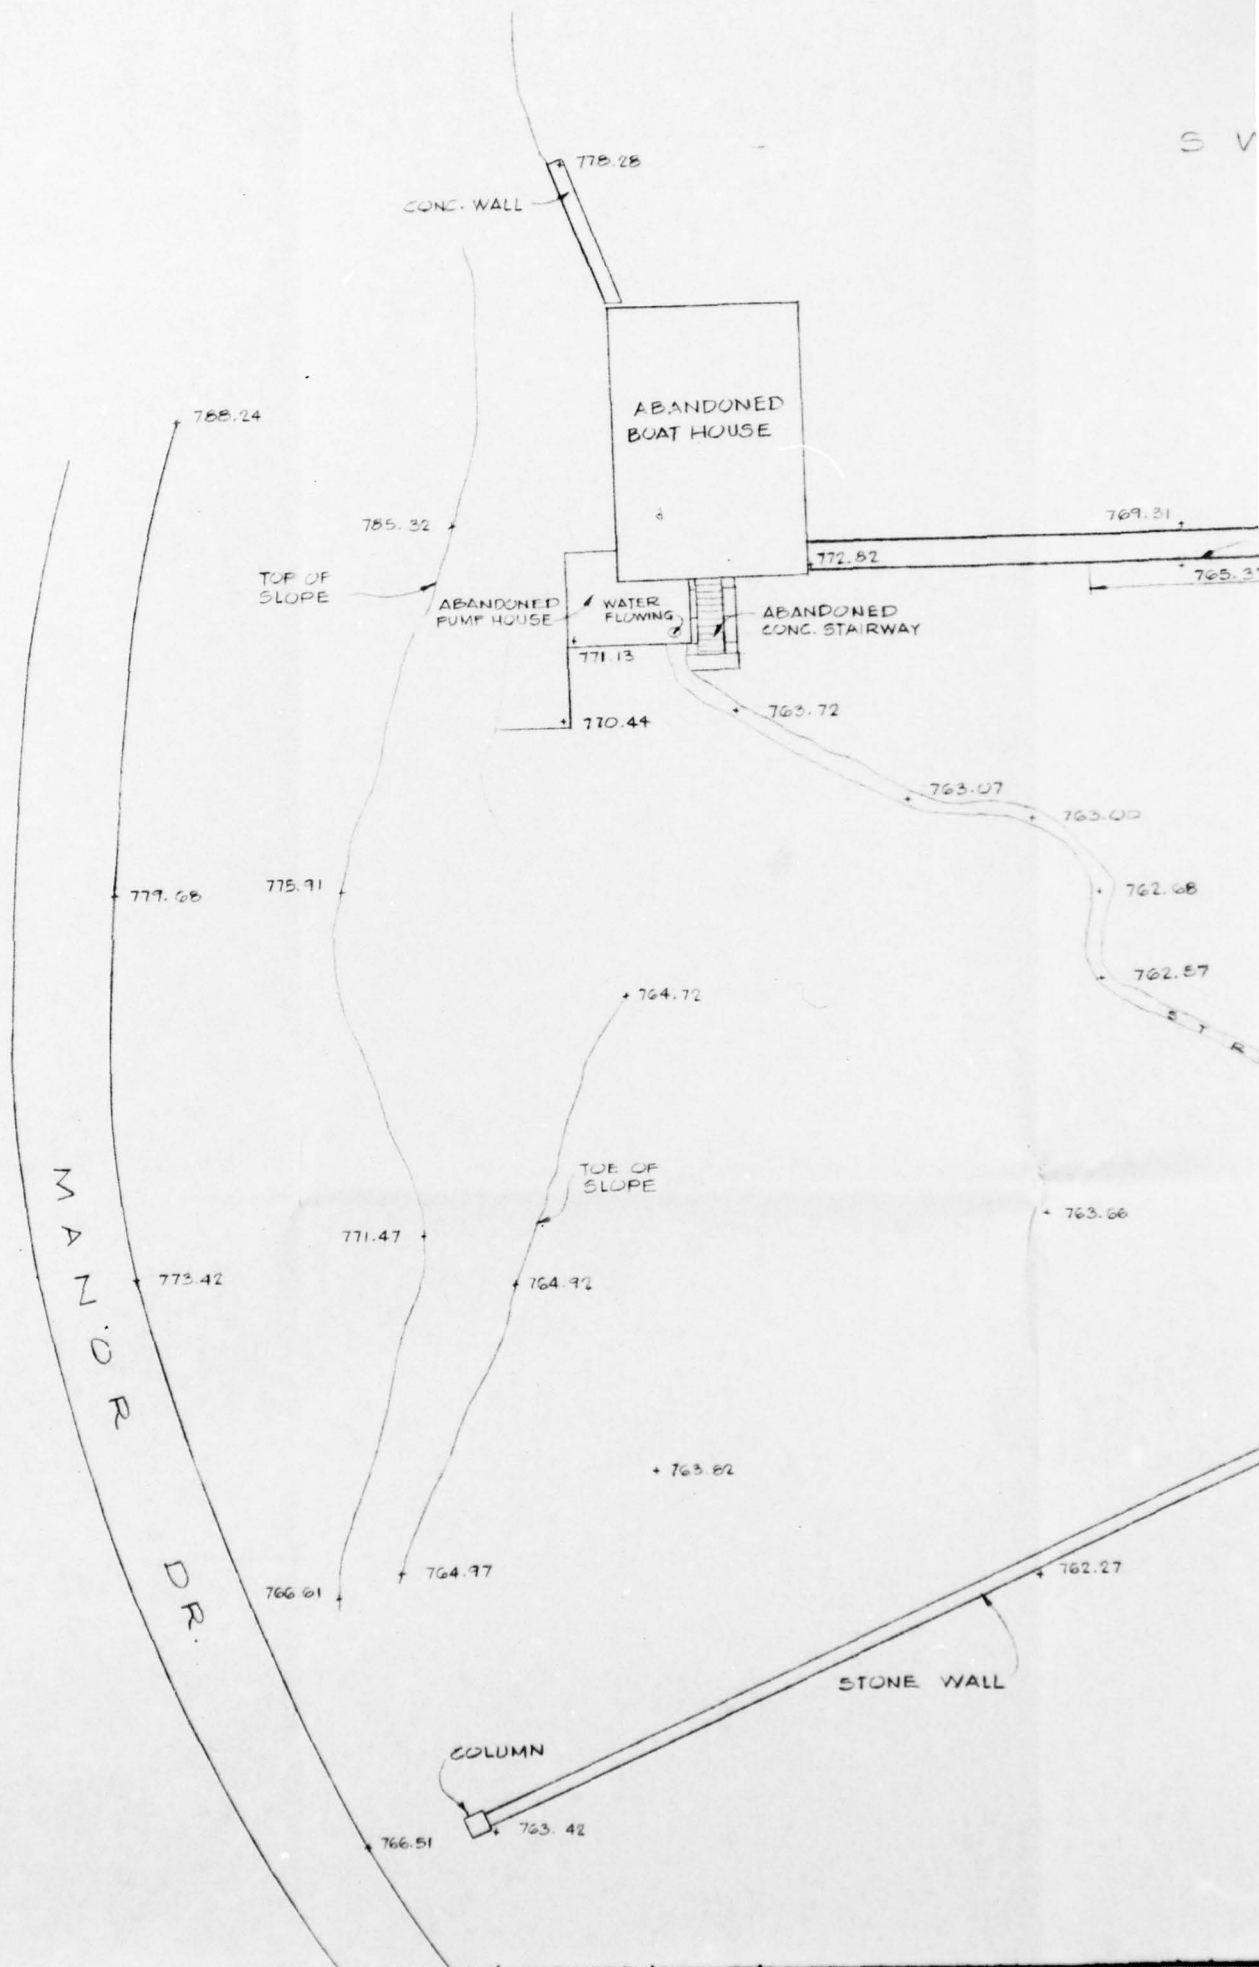 S V
778.28
CONC. WALL
ABANDONED
BOAT HOUSE
788.24
785.32
769.31
772.82
765.3
TOP OF
SLOPE
ABANDONED
PUMP HOUSE
WATER
FLOWING
ABANDONED
CONC. STAIRWAY
771.13
770.44
763.72
763.07
763.00
775.91
779.68
762.68
762.87
764.72
S T R
TOE OF
SLOPE
763.66
771.47
773.42
764.92
MANOR DR.
763.82
766.61
764.97
762.27
STONE WALL
COLUMN
763.42
766.51